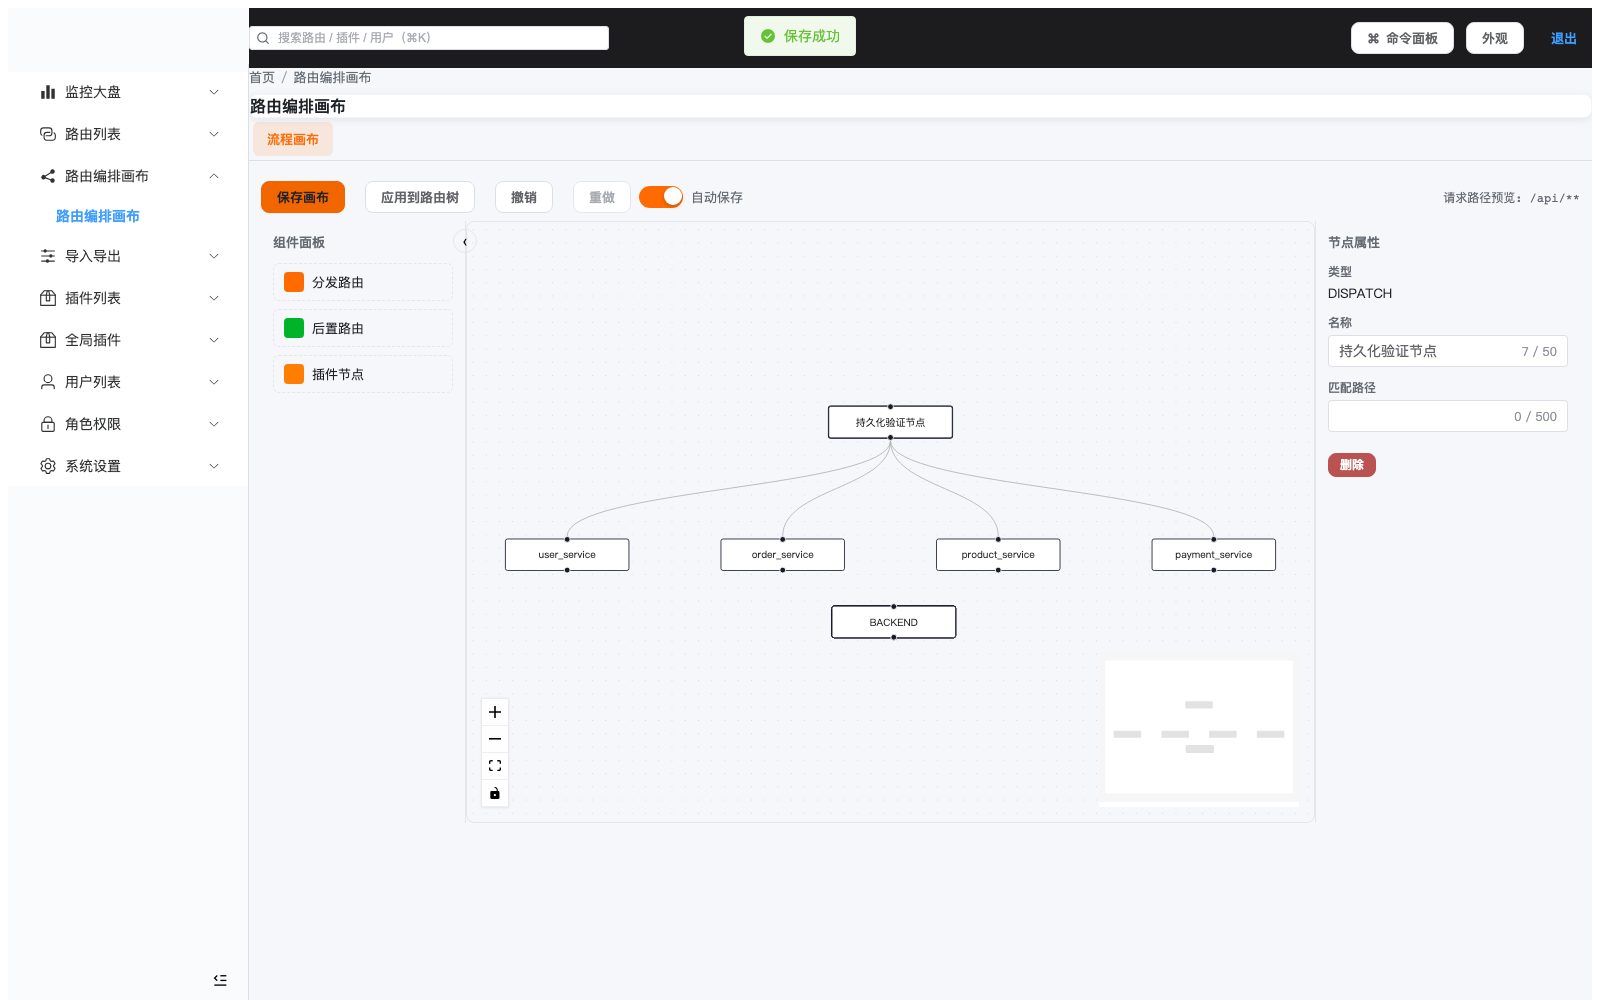 搜索路由 / 插件 / 用户（⌘K）
保存成功
⌘ 命令面板
外观
退出
监控大盘
路由列表
路由编排画布
路由编排画布
导入导出
插件列表
全局插件
用户列表
角色权限
系统设置
首页 / 路由编排画布
路由编排画布
流程画布
保存画布
应用到路由树
撤销
重做
自动保存
请求路径预览: /api/**
组件面板
分发路由
后置路由
插件节点
持久化验证节点
user_service
order_service
product_service
payment_service
BACKEND
节点属性
类型
DISPATCH
名称
持久化验证节点 7 / 50
匹配路径
0 / 500
删除